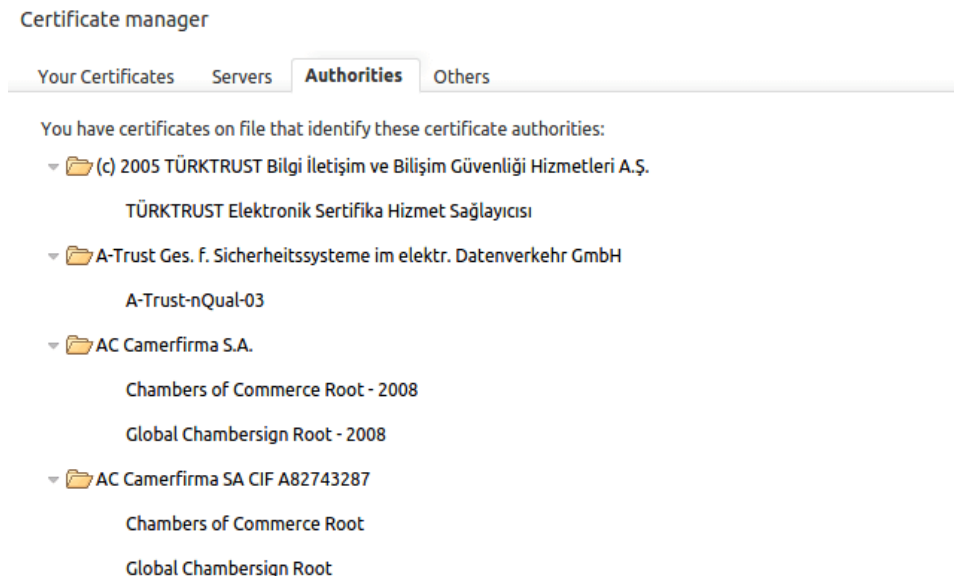 Certificate manager
Your Certificates Servers Authorities Others
You have certificates on file that identify these certificate authorities:
(c) 2005 TÜRKTRUST Bilgi İletişim ve Bilişim Güvenliği Hizmetleri A.Ş.
TÜRKTRUST Elektronik Sertifika Hizmet Sağlayıcısı
A-Trust Ges. f. Sicherheitssysteme im elektr. Datenverkehr GmbH
A-Trust-nQual-03
AC Camerfirma S.A.
Chambers of Commerce Root - 2008
Global Chambersign Root - 2008
AC Camerfirma SA CIF A82743287
Chambers of Commerce Root
Global Chambersign Root